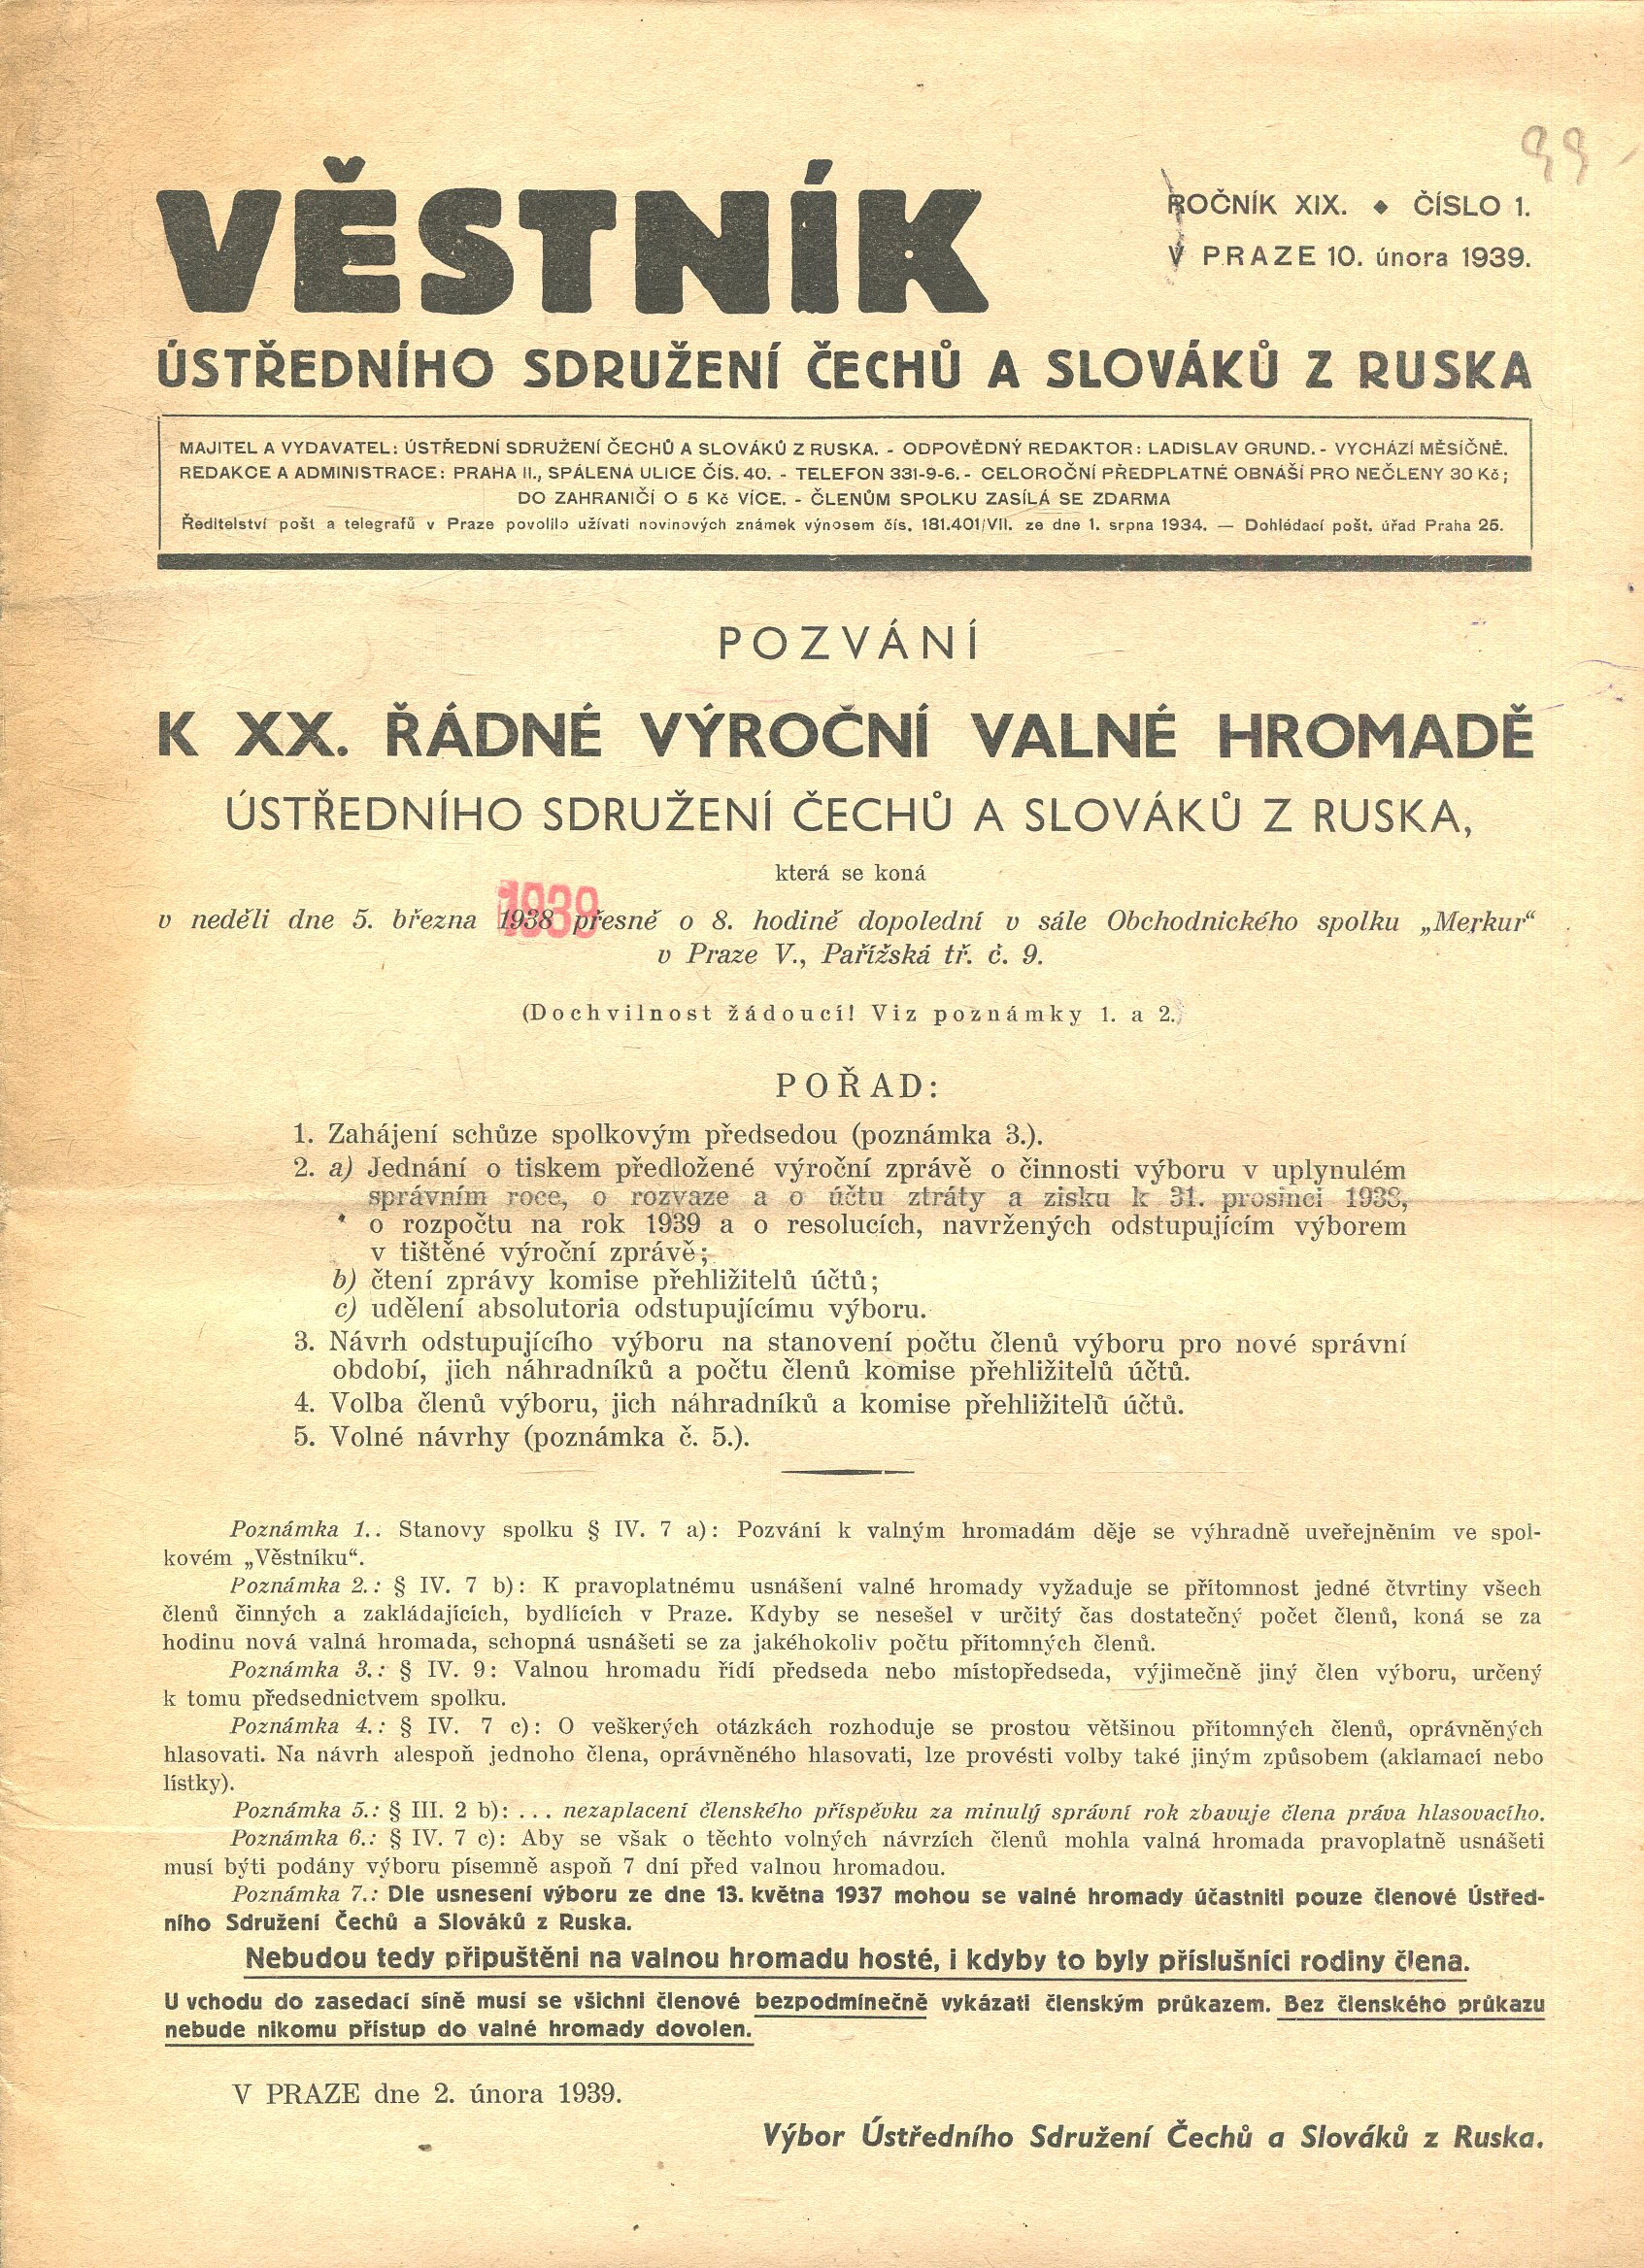 99
VĚSTNÍK
ROČNÍK XIX. ◆ ČÍSLO 1.
V PRAZE 10. února 1939.
ÚSTŘEDNÍHO SDRUŽENÍ ČECHŮ A SLOVÁKŮ Z RUSKA
MAJITEL A VYDAVATEL: ÚSTŘEDNÍ SDRUŽENÍ ČECHŮ A SLOVÁKŮ Z RUSKA. - ODPOVĚDNÝ REDAKTOR: LADISLAV GRUND. - VYCHÁZÍ MĚSÍČNĚ.
REDAKCE A ADMINISTRACE: PRAHA II., SPÁLENÁ ULICE ČÍS. 40. - TELEFON 331-9-6. - CELOROČNÍ PŘEDPLATNÉ OBNÁŠÍ PRO NEČLENY 30 Kč;
DO ZAHRANIČÍ O 5 Kč VÍCE. - ČLENŮM SPOLKU ZASÍLÁ SE ZDARMA
Ředitelství pošt a telegrafů v Praze povolilo užívati novinových známek výnosem čís. 181.401/VII. ze dne 1. srpna 1934. — Dohlédací pošt. úřad Praha 25.
POZVÁNÍ
K XX. ŘÁDNÉ VÝROČNÍ VALNÉ HROMADĚ
ÚSTŘEDNÍHO SDRUŽENÍ ČECHŮ A SLOVÁKŮ Z RUSKA,
která se koná
1939
v neděli dne 5. března 1938 přesně o 8. hodině dopolední v sále Obchodnického spolku „Merkur“
v Praze V., Pařížská tř. č. 9.
(Dochvilnost žádoucí! Viz poznámky 1. a 2.)
POŘAD:
1. Zahájení schůze spolkovým předsedou (poznámka 3.).
2. a) Jednání o tiskem předložené výroční zprávě o činnosti výboru v uplynulém
správním roce, o rozvaze a o účtu ztráty a zisku k 31. prosinci 1938,
o rozpočtu na rok 1939 a o resolucích, navržených odstupujícím výborem
v tištěné výroční zprávě;
b) čtení zprávy komise přehližitelů účtů;
c) udělení absolutoria odstupujícímu výboru.
3. Návrh odstupujícího výboru na stanovení počtu členů výboru pro nové správní
období, jich náhradníků a počtu členů komise přehližitelů účtů.
4. Volba členů výboru, jich náhradníků a komise přehližitelů účtů.
5. Volné návrhy (poznámka č. 5.).
Poznámka 1.. Stanovy spolku § IV. 7 a): Pozvání k valným hromadám děje se výhradně uveřejněním ve spol-
kovém „Věstníku“.
Poznámka 2.: § IV. 7 b): K pravoplatnému usnášení valné hromady vyžaduje se přítomnost jedné čtvrtiny všech
členů činných a zakládajících, bydlících v Praze. Kdyby se nesešel v určitý čas dostatečný počet členů, koná se za
hodinu nová valná hromada, schopná usnášeti se za jakéhokoliv počtu přítomných členů.
Poznámka 3.: § IV. 9: Valnou hromadu řídí předseda nebo místopředseda, výjimečně jiný člen výboru, určený
k tomu předsednictvem spolku.
Poznámka 4.: § IV. 7 c): O veškerých otázkách rozhoduje se prostou většinou přítomných členů, oprávněných
hlasovati. Na návrh alespoň jednoho člena, oprávněného hlasovati, lze provésti volby také jiným způsobem (aklamací nebo
lístky).
Poznámka 5.: § III. 2 b): ... nezaplacení členského příspěvku za minulý správní rok zbavuje člena práva hlasovacího.
Poznámka 6.: § IV. 7 c): Aby se však o těchto volných návrzích členů mohla valná hromada pravoplatně usnášeti
musí býti podány výboru písemně aspoň 7 dní před valnou hromadou.
Poznámka 7.: Dle usnesení výboru ze dne 13. května 1937 mohou se valné hromady účastniti pouze členové Ústřed-
ního Sdružení Čechů a Slováků z Ruska.
Nebudou tedy připuštěni na valnou hromadu hosté, i kdyby to byly příslušníci rodiny člena.
U vchodu do zasedací síně musí se všichni členové bezpodmínečně vykázati členským průkazem. Bez členského průkazu
nebude nikomu přístup do valné hromady dovolen.
V PRAZE dne 2. února 1939.
Výbor Ústředního Sdružení Čechů a Slováků z Ruska.